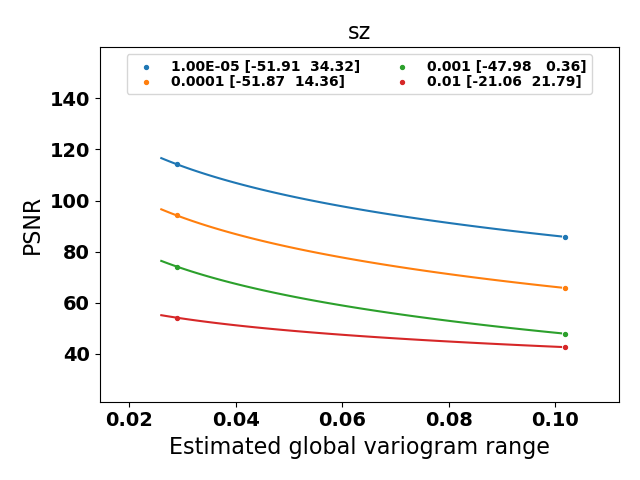 sz
1.00E-05 [-51.91  34.32]
0.0001 [-51.87  14.36]
0.001 [-47.98   0.36]
0.01 [-21.06  21.79]
PSNR
140
120
100
80
60
40
0.02 0.04 0.06 0.08 0.10
Estimated global variogram range